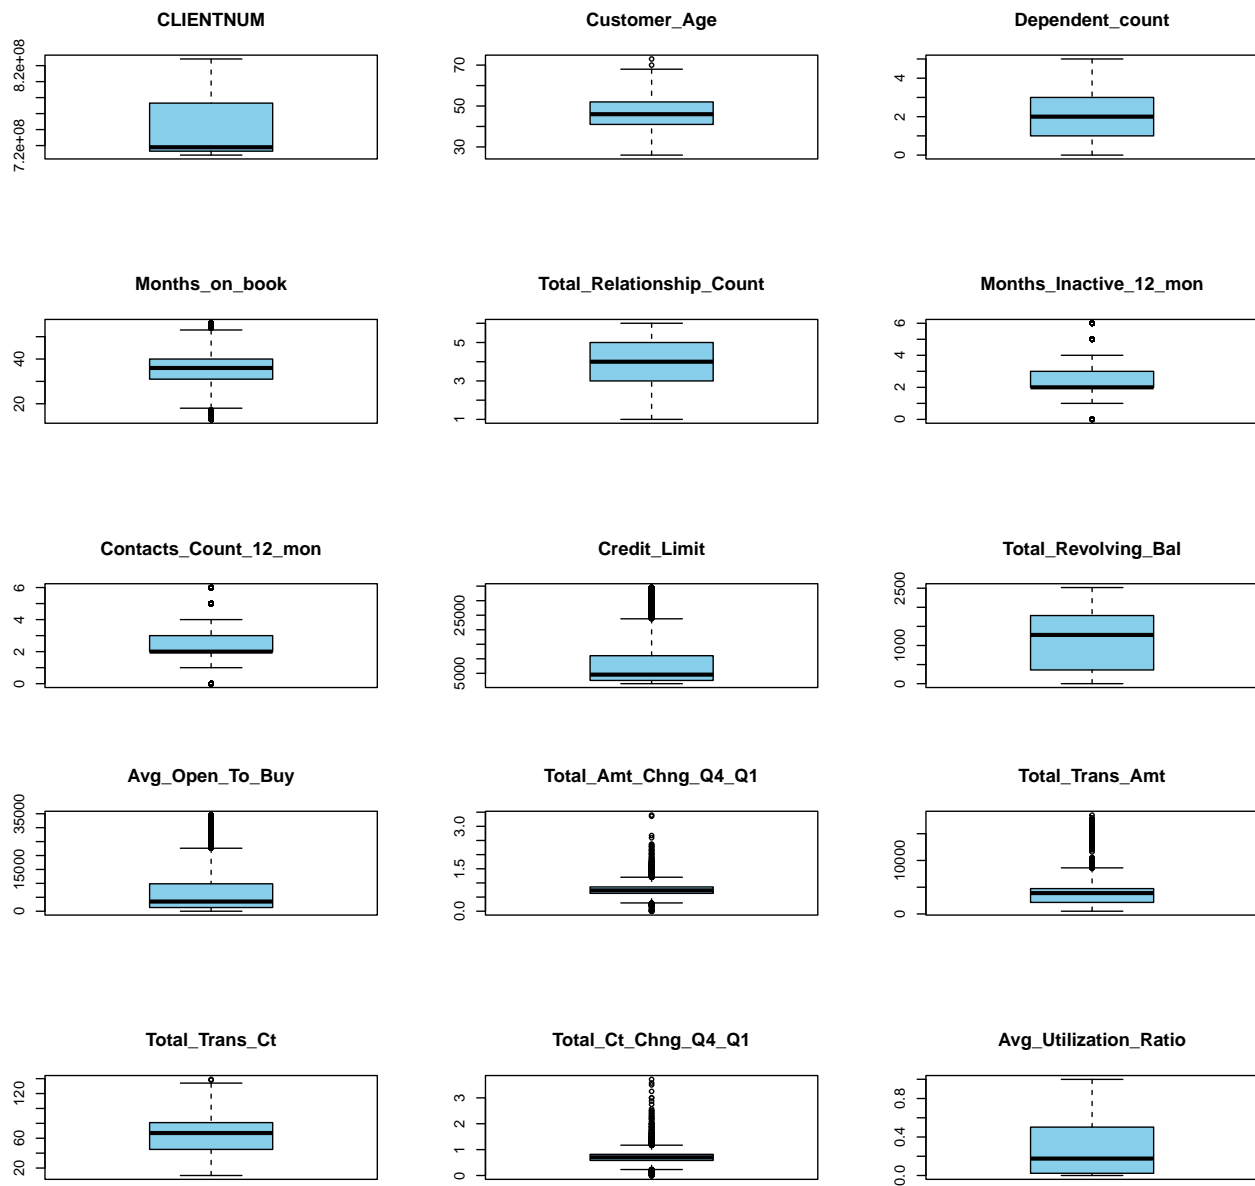 CLIENTNUM
7.2e+08
8.2e+08
Customer_Age
30
50
70
Dependent_count
0
2
4
Months_on_book
20
40
Total_Relationship_Count
1
3
5
Months_Inactive_12_mon
0
2
4
6
Contacts_Count_12_mon
0
2
4
6
Credit_Limit
5000
25000
Total_Revolving_Bal
0
1000
2500
Avg_Open_To_Buy
0
15000
35000
Total_Amt_Chng_Q4_Q1
0.0
1.5
3.0
Total_Trans_Amt
0
10000
Total_Trans_Ct
20
60
120
Total_Ct_Chng_Q4_Q1
0
1
2
3
Avg_Utilization_Ratio
0.0
0.4
0.8